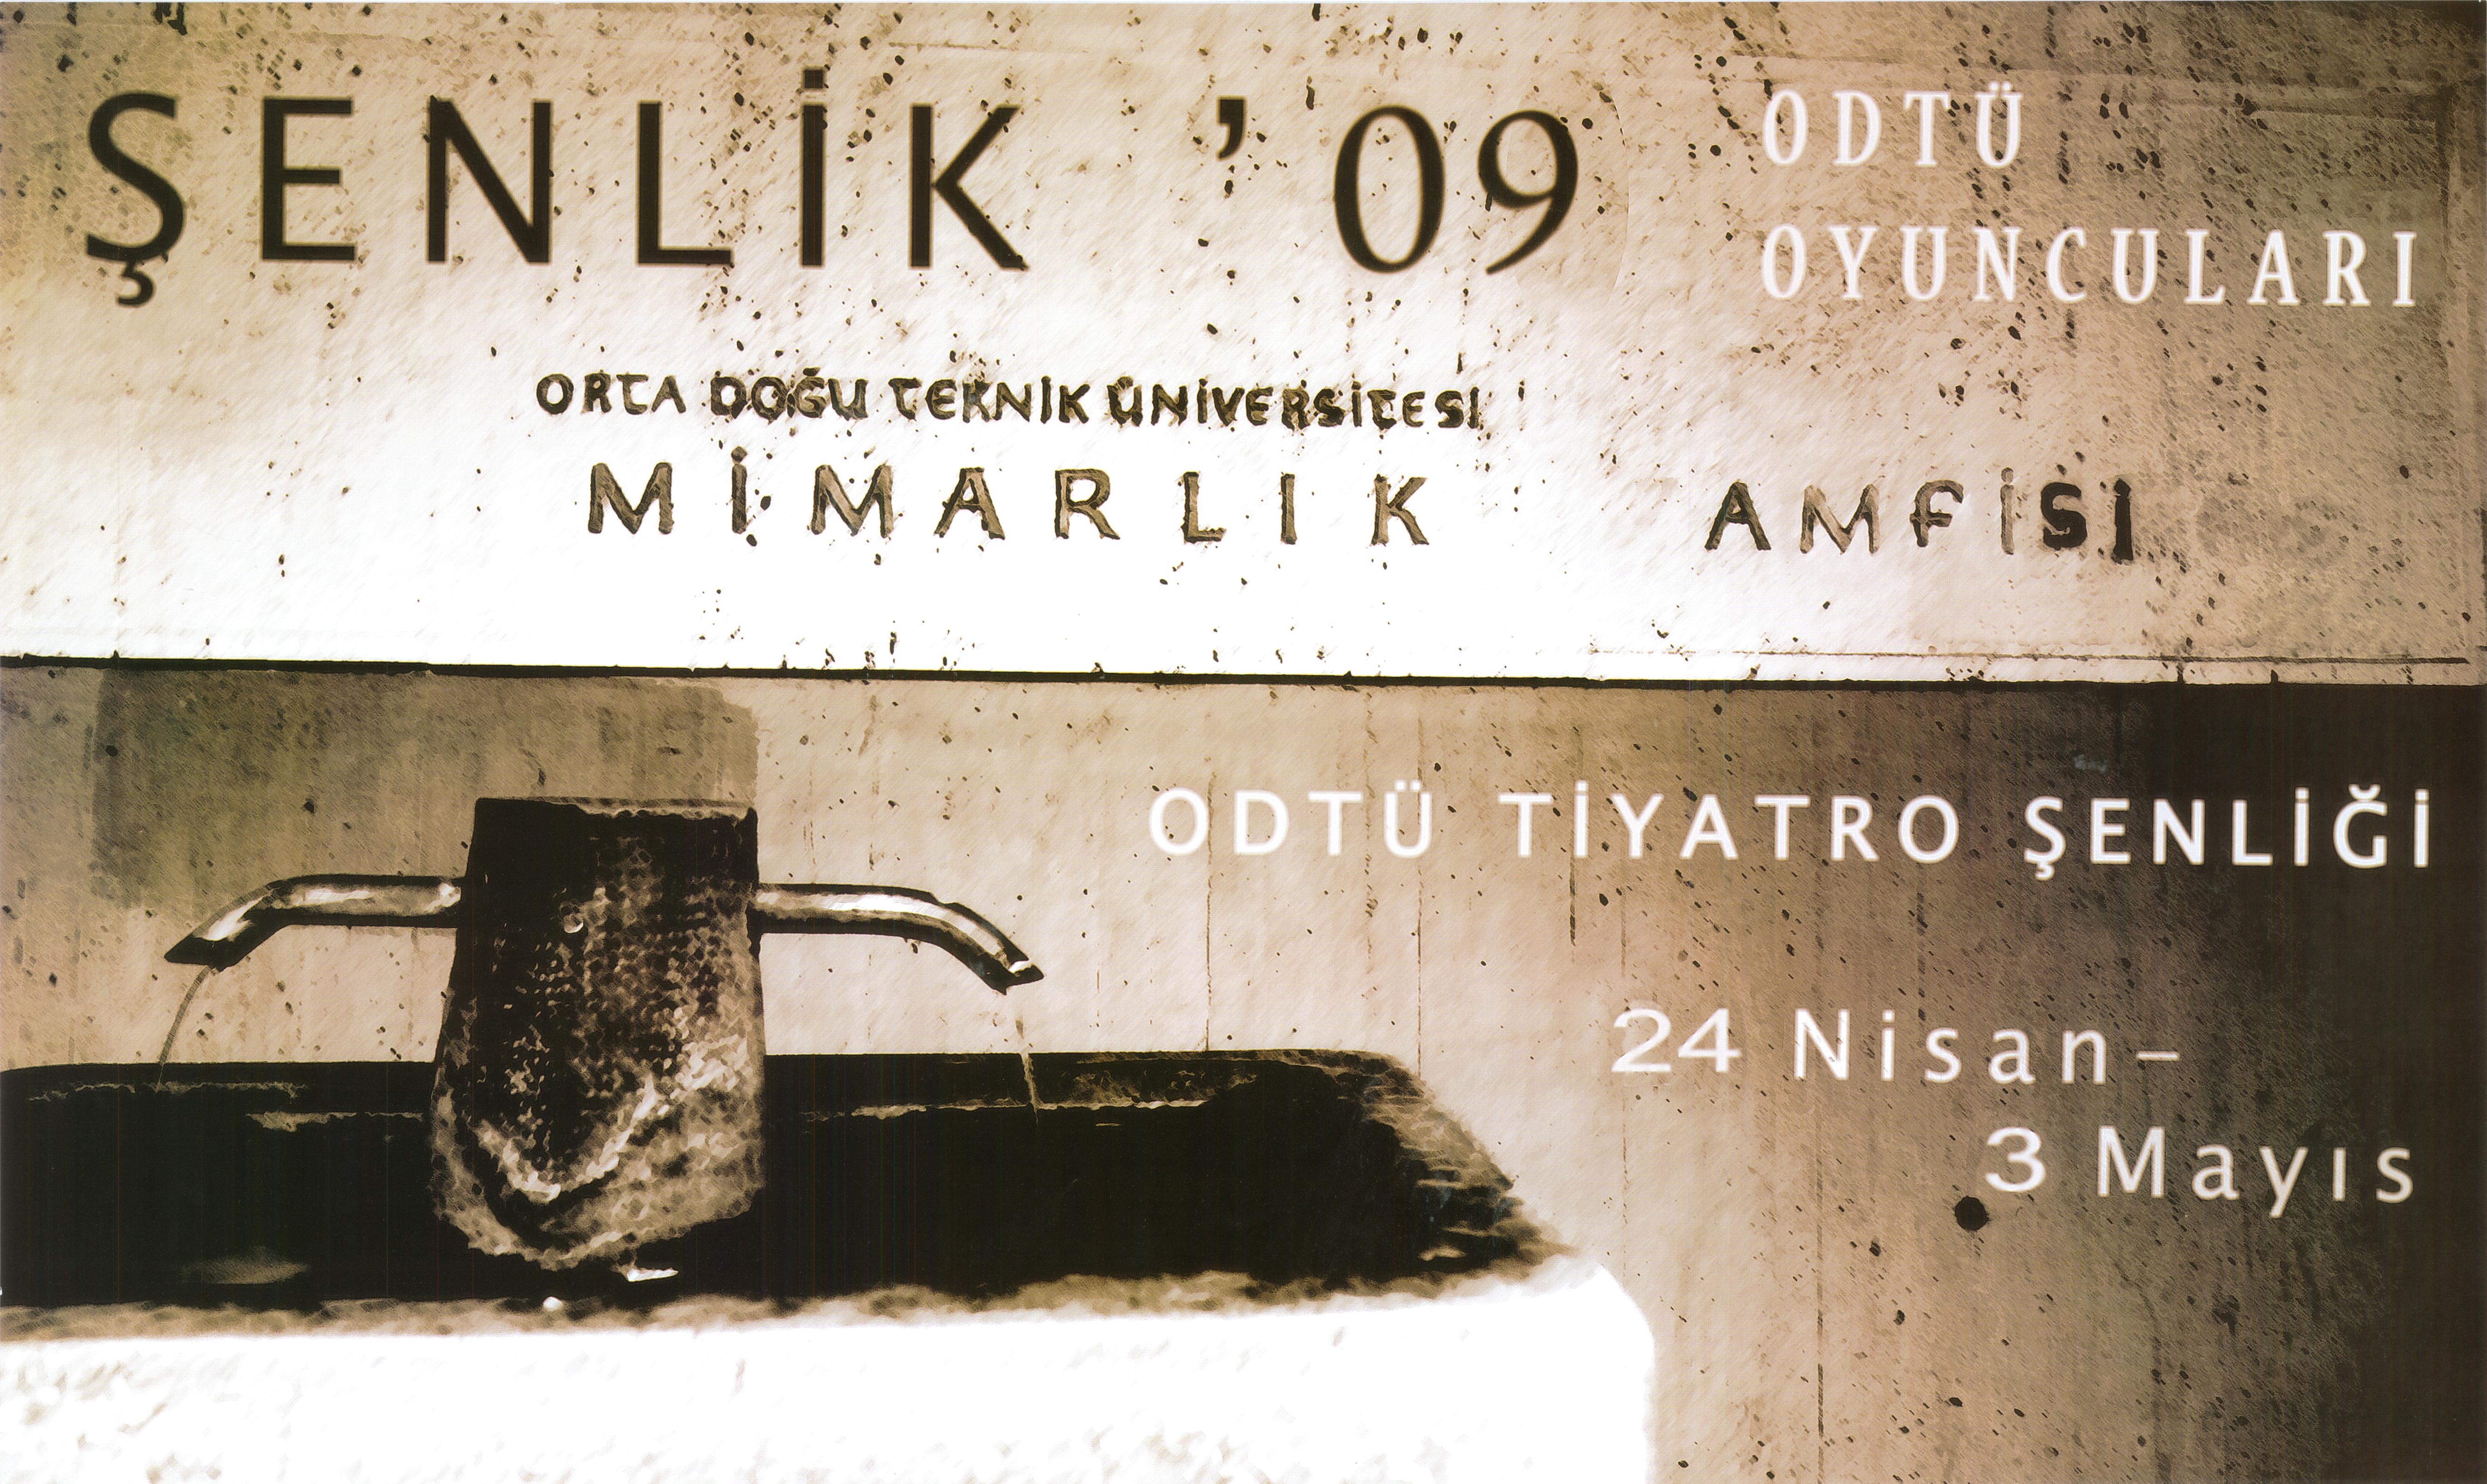 ŞENLİK '09
ODTÜ
OYUNCULARI
ORTA DOĞU TEKNİK ÜNİVERSİTESİ
MİMARLIK AMFİSİ
ODTÜ TİYATRO ŞENLİĞİ
24 Nisan–
3 Mayıs